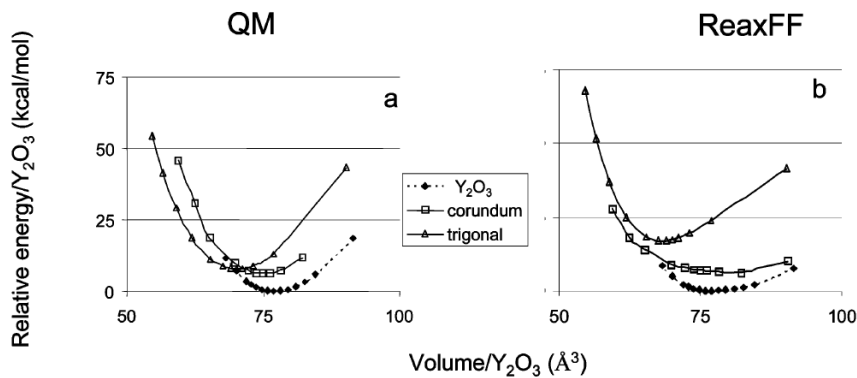 QM
ReaxFF
Relative energy/Y₂O₃ (kcal/mol)
75
50
25
0
50
75
100
a
Y₂O₃
corundum
trigonal
b
50
75
100
Volume/Y₂O₃ (Å³)